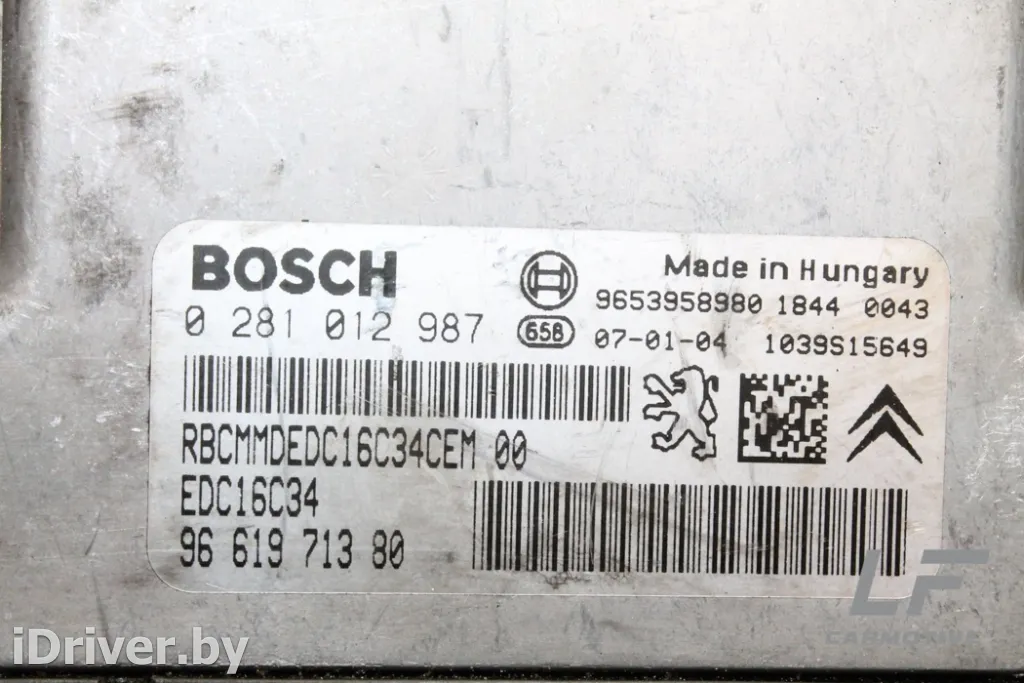 BOSCH
Made in Hungary
9653958980 1844 0043
0 281 012 987
658
07-01-04 1039S15649
RBCMMDEDC16C34CEM 00
EDC16C34
96 619 713 80
LF
CARMOTIVE
iDriver.by